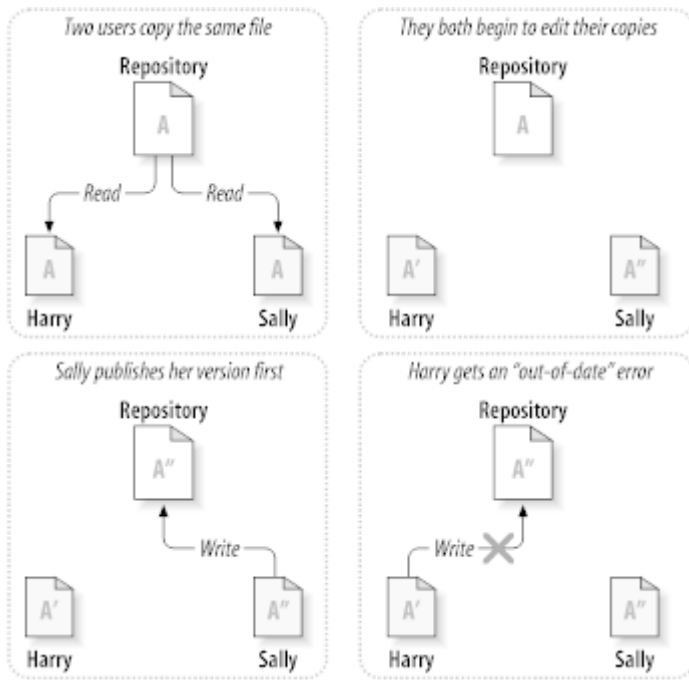 Two users copy the same file
Repository
A
Read
Read
A
A
Harry
Sally
They both begin to edit their copies
Repository
A
A'
A"
Harry
Sally
Sally publishes her version first
Repository
A"
Write
A'
A"
Harry
Sally
Harry gets an "out-of-date" error
Repository
A"
Write
A'
A"
Harry
Sally